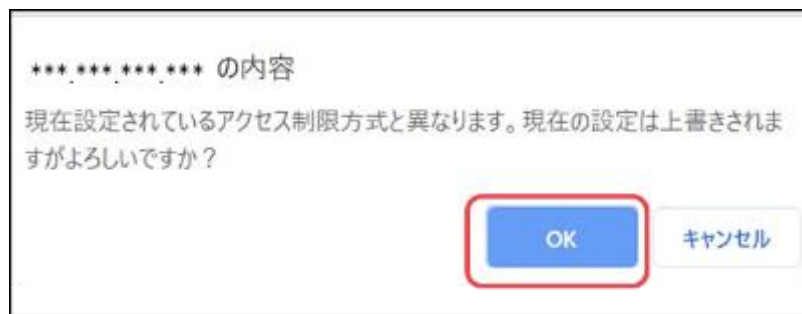 ***.***.***.*** の内容
現在設定されているアクセス制限方式と異なります。現在の設定は上書きされま
すがよろしいですか？
OK
キャンセル